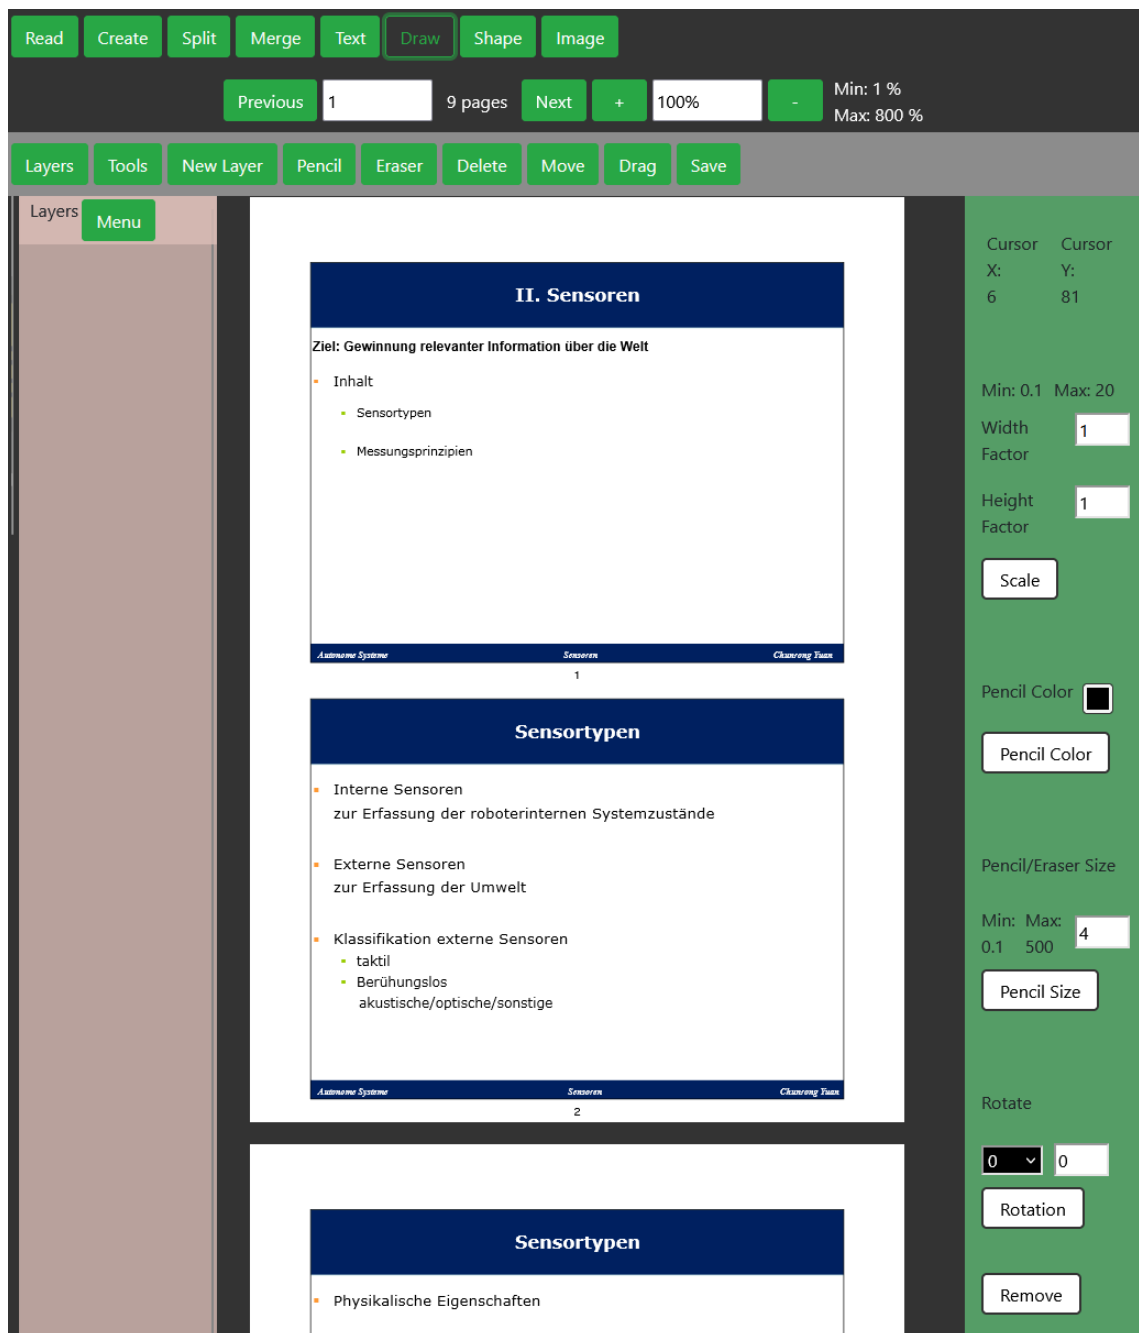 Read Create Split Merge Text Draw Shape Image
Previous 1 9 pages Next + 100% - Min: 1 %
Max: 800 %
Layers Tools New Layer Pencil Eraser Delete Move Drag Save
Layers Menu
II. Sensoren
Ziel: Gewinnung relevanter Information über die Welt
Inhalt
Sensortypen
Messungsprinzipien
Autonome Systeme Sensoren Chunrong Yuan
1
Sensortypen
Interne Sensoren
zur Erfassung der roboterinternen Systemzustände
Externe Sensoren
zur Erfassung der Umwelt
Klassifikation externe Sensoren
taktil
Berühungslos
akustische/optische/sonstige
Autonome Systeme Sensoren Chunrong Yuan
2
Sensortypen
Physikalische Eigenschaften
Cursor Cursor
X: Y:
6 81
Min: 0.1 Max: 20
Width
Factor 1
Height
Factor 1
Scale
Pencil Color
Pencil Color
Pencil/Eraser Size
Min: Max:
0.1 500 4
Pencil Size
Rotate
0 0
Rotation
Remove